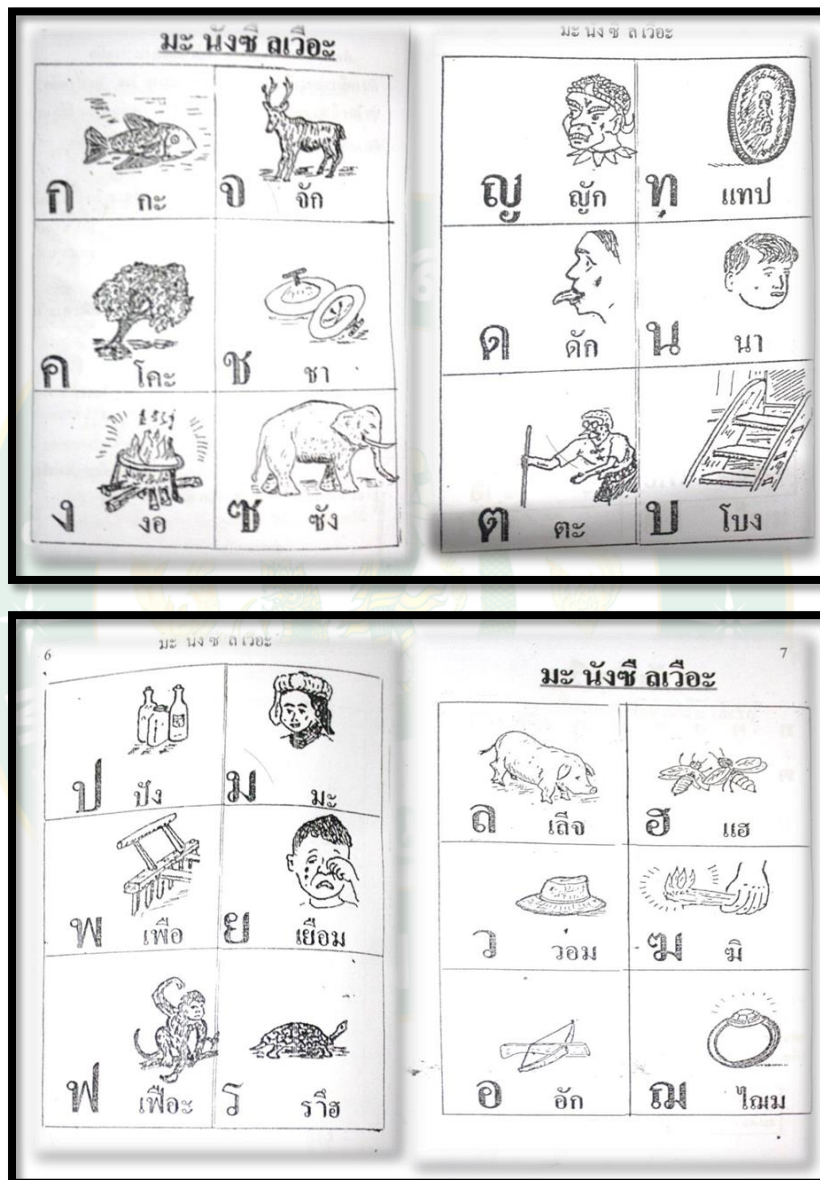 มะ นังซื ลเวือะ
ก กะ
จ จัก
ค โคะ
ช ชา
ง งอ
ซ ซัง
มะ นัง ซื ลเวือะ
ญ ญัก
ทุ แทป
ด ดัก
น นา
ต ตะ
บ โบง
6
มะ นัง ซื ลเวือะ
ป ปัง
ม มะ
พ เพือ
ย เยือม
ฟ เฟือะ
ร
7
มะ นังซื ลเวือะ
ล เลีจ
ฮ แฮ
ว วอม
ฆ ฆิ
อ อัก
ฌ ไฌม